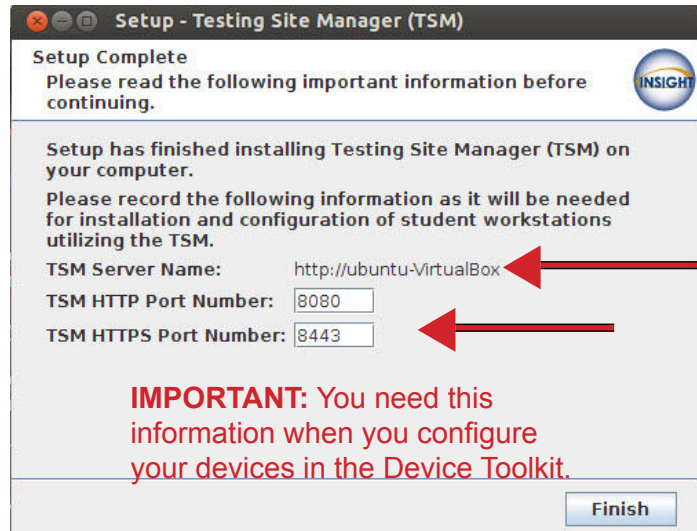 Setup - Testing Site Manager (TSM)
Setup Complete
Please read the following important information before
continuing.
INSIGHT
Setup has finished installing Testing Site Manager (TSM) on
your computer.
Please record the following information as it will be needed
for installation and configuration of student workstations
utilizing the TSM.
TSM Server Name: http://ubuntu-VirtualBox
TSM HTTP Port Number: 8080
TSM HTTPS Port Number: 8443
IMPORTANT: You need this
information when you configure
your devices in the Device Toolkit.
Finish